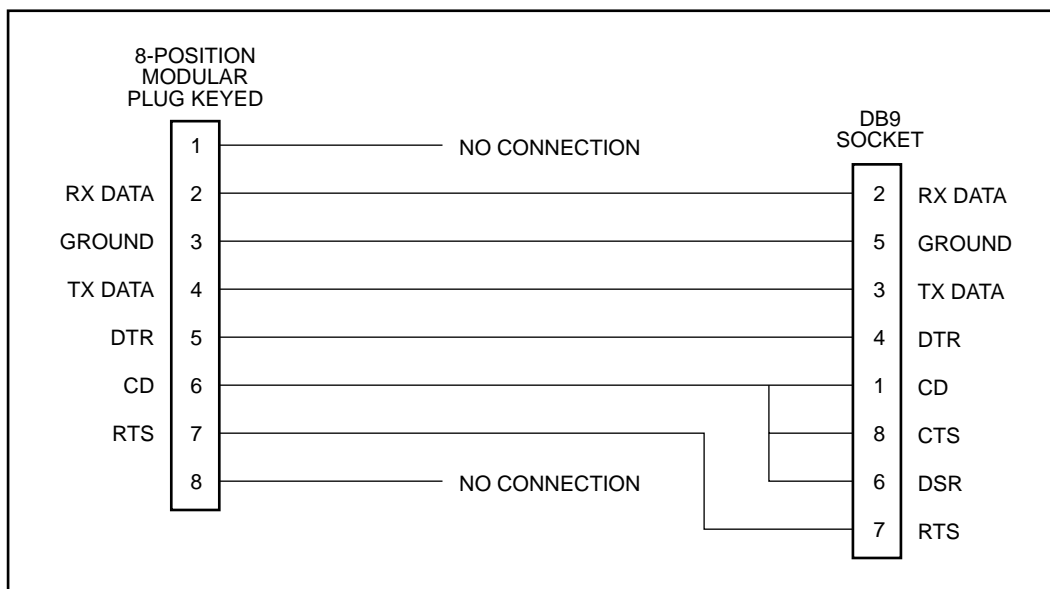 8-POSITION
MODULAR
PLUG KEYED
DB9
SOCKET
1 NO CONNECTION
RX DATA 2 2 RX DATA
GROUND 3 5 GROUND
TX DATA 4 3 TX DATA
DTR 5 4 DTR
CD 6 1 CD
RTS 7 8 CTS
8 NO CONNECTION 6 DSR
7 RTS